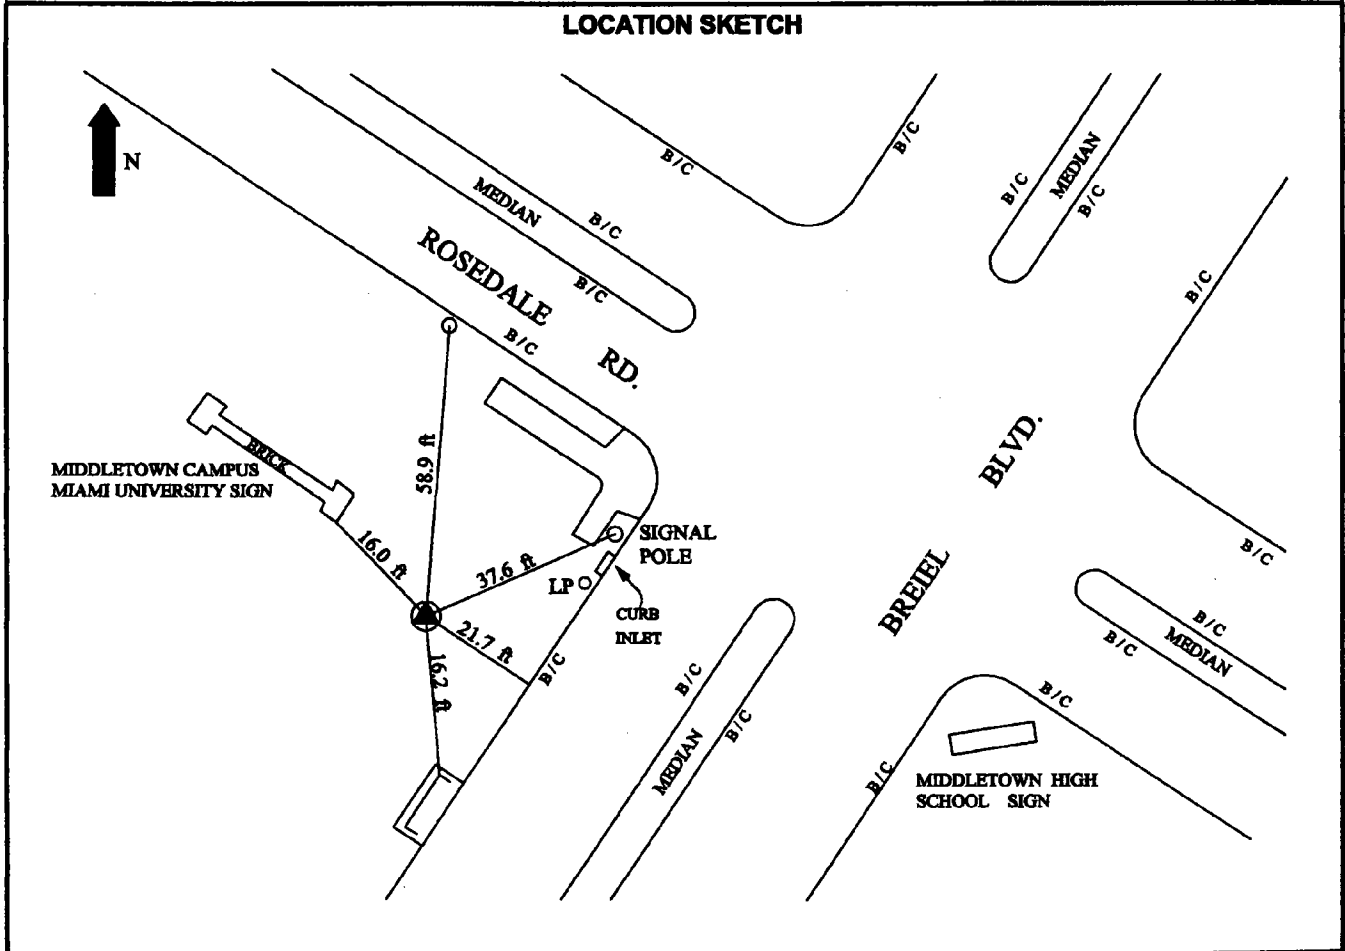 LOCATION SKETCH
N
B/C
B/C
MEDIAN
B/C
MEDIAN
B/C
B/C
B/C
ROSEDALE
RD.
B/C
B/C
BRICK
MIDDLETOWN CAMPUS
MIAMI UNIVERSITY SIGN
58.9 ft
16.0 ft
37.6 ft
21.7 ft
16.2 ft
SIGNAL
POLE
LP
CURB
INLET
B/C
BREIEL
BLVD.
B/C
B/C
MEDIAN
B/C
B/C
MEDIAN
B/C
B/C
B/C
MIDDLETOWN HIGH
SCHOOL SIGN